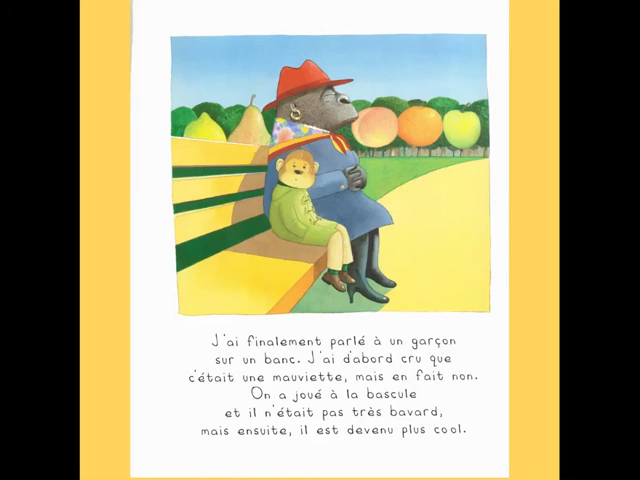 J'ai finalement parlé à un garçon
sur un banc. J'ai d'abord cru que
c'était une mauviette, mais en fait non.
On a joué à la bascule
et il n'était pas très bavard,
mais ensuite, il est devenu plus cool.